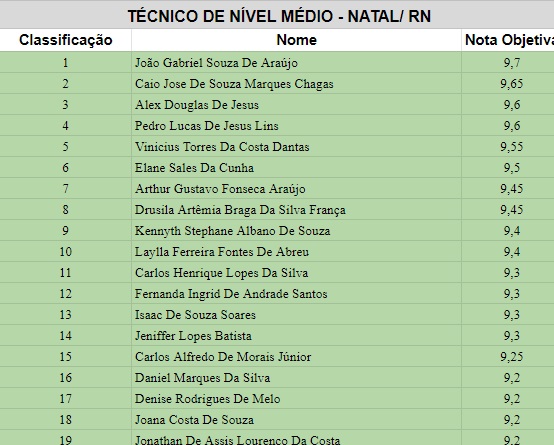 TÉCNICO DE NÍVEL MÉDIO - NATAL/ RN
Classificação Nome Nota Objetiva
1 João Gabriel Souza De Araújo 9,7
2 Caio Jose De Souza Marques Chagas 9,65
3 Alex Douglas De Jesus 9,6
4 Pedro Lucas De Jesus Lins 9,6
5 Vinicius Torres Da Costa Dantas 9,55
6 Elane Sales Da Cunha 9,5
7 Arthur Gustavo Fonseca Araújo 9,45
8 Drusila Artêmia Braga Da Silva França 9,45
9 Kennyth Stephane Albano De Souza 9,4
10 Laylla Ferreira Fontes De Abreu 9,4
11 Carlos Henrique Lopes Da Silva 9,3
12 Fernanda Ingrid De Andrade Santos 9,3
13 Isaac De Souza Soares 9,3
14 Jeniffer Lopes Batista 9,3
15 Carlos Alfredo De Morais Júnior 9,25
16 Daniel Marques Da Silva 9,2
17 Denise Rodrigues De Melo 9,2
18 Joana Costa De Souza 9,2
19 Jonathan De Assis Lourenço Da Costa 9,2